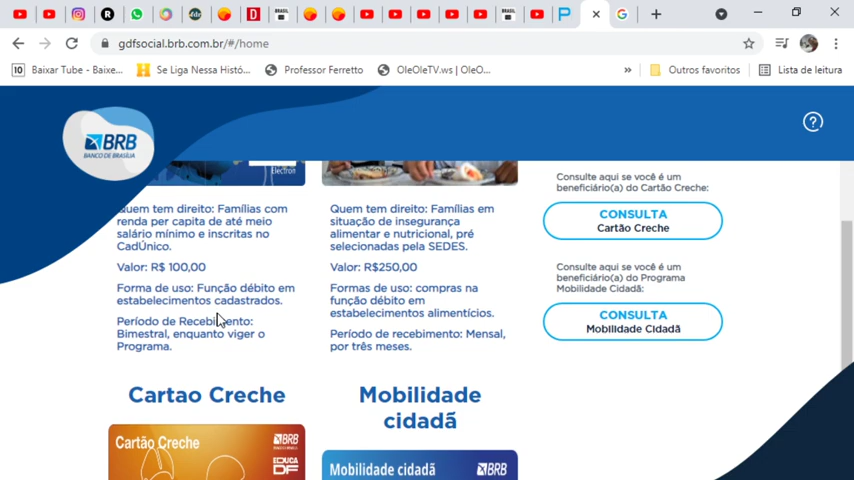 gdfsocial.brb.com.br/#/home
Baixar Tube - Baixe...
Se Liga Nessa Histó...
Professor Ferretto
OleOleTV.ws | OleO...
»
Outros favoritos
Lista de leitura
BRB
BANCO DE BRASÍLIA
Electron
Quem tem direito: Famílias com
renda per capita de até meio
salário mínimo e inscritas no
CadÚnico.
Valor: R$ 100,00
Forma de uso: Função débito em
estabelecimentos cadastrados.
Período de Recebimento:
Bimestral, enquanto viger o
Programa.
Quem tem direito: Famílias em
situação de insegurança
alimentar e nutricional, pré
selecionadas pela SEDES.
Valor: R$250,00
Formas de uso: compras na
função débito em
estabelecimentos alimentícios.
Período de recebimento: Mensal,
por três meses.
Consulte aqui se você é um
beneficiário(a) do Cartão Creche:
CONSULTA
Cartão Creche
Consulte aqui se você é um
beneficiário(a) do Programa
Mobilidade Cidadã:
CONSULTA
Mobilidade Cidadã
Cartao Creche
Mobilidade
cidadã
Cartão Creche
BRB
EDUCA
DF
Mobilidade cidadã
BRB